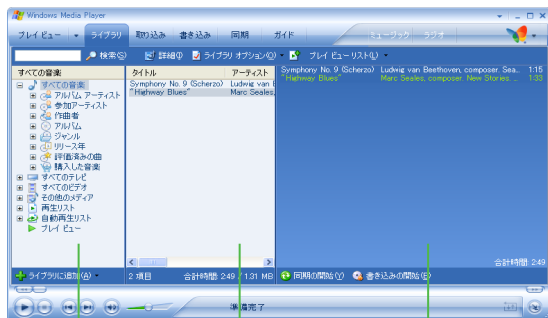 Windows Media Player
プレイ ビュー ライブラリ 取り込み 書き込み 同期 ガイド ミュージック ラジオ
検索(S) 詳細(I) ライブラリ オプション(O) プレイ ビュー リスト(L)
すべての音楽 タイトル アーティスト
すべての音楽
アルバム アーティスト
参加アーティスト
作曲者
アルバム
ジャンル
リリース年
評価済みの曲
購入した音楽
すべてのテレビ
すべてのビデオ
その他のメディア
再生リスト
自動再生リスト
プレイ ビュー
Symphony No. 9 (Scherzo) Ludwig van B
"Highway Blues" Marc Seales,
Symphony No. 9 (Scherzo) Ludwig van Beethoven, composer. Sea... 1:15
"Highway Blues" Marc Seales, composer. New Stories. ... 1:33
合計時間: 2:49
ライブラリに追加(A) 2 項目 合計時間: 2:49 / 1.31 MB 同期の開始(Y) 書き込みの開始(B)
準備完了